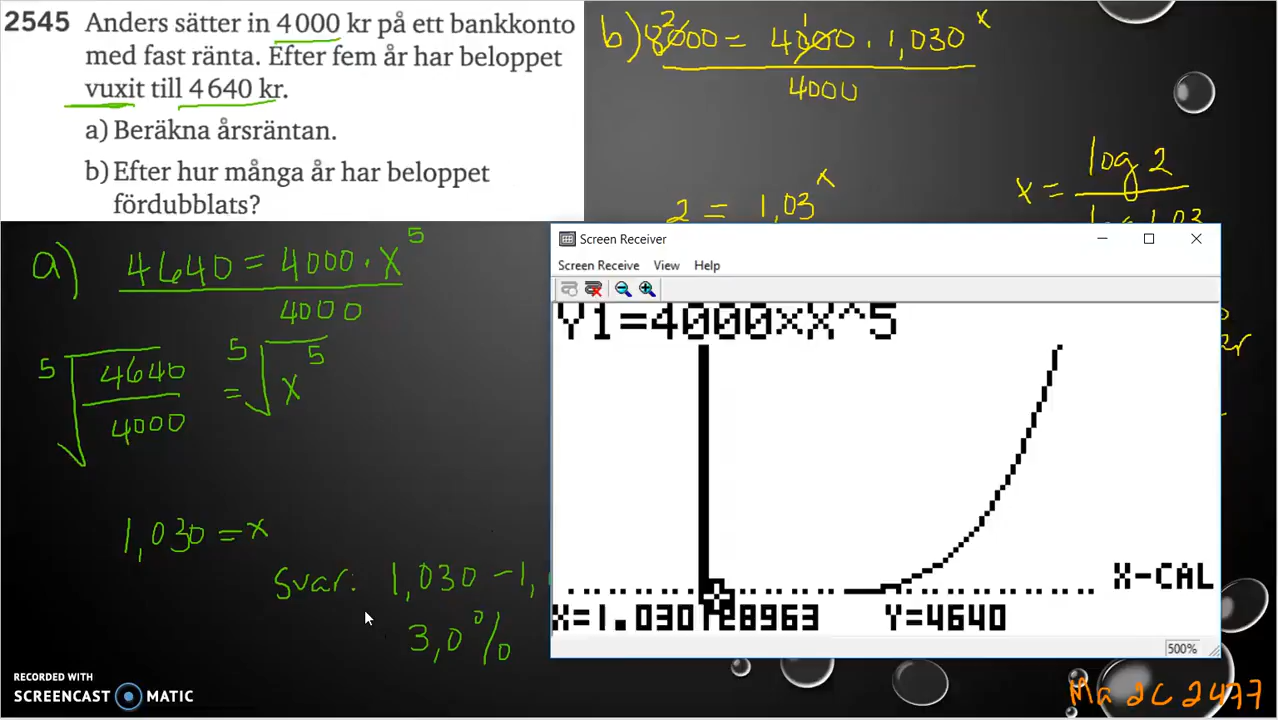 2545 Anders sätter in 4 000 kr på ett bankkonto
med fast ränta. Efter fem år har beloppet
vuxit till 4 640 kr.
a) Beräkna årsräntan.
b) Efter hur många år har beloppet
fördubblats?
b) 8000 = 4000 · 1,030^x
4000
2 = 1,03^x
x = log 2
a) 4640 = 4000 · x^5
4000
5 4640 = 5 x^5
4000
1,030 = x
Svar: 1,030 - 1,
3,0 %
Screen Receiver
Screen Receive View Help
Y1=4000×X^5
X-CAL
X=1.030128963 Y=4640
500%
RECORDED WITH
SCREENCAST MATIC
Ma 2C 2477